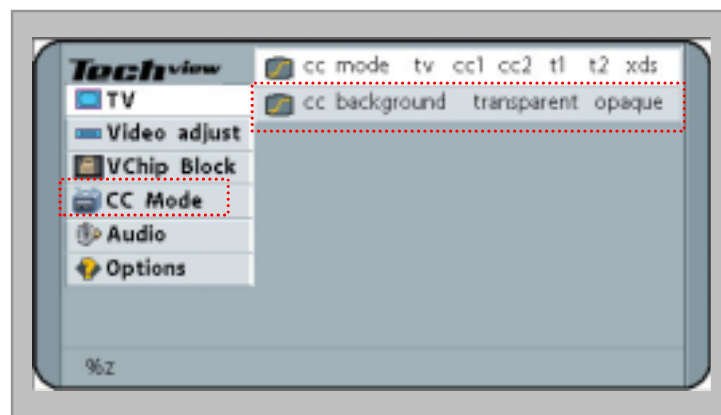 Techview
TV
Video adjust
VChip Block
CC Mode
Audio
Options
cc mode tv cc1 cc2 t1 t2 xds
cc background transparent opaque
%z